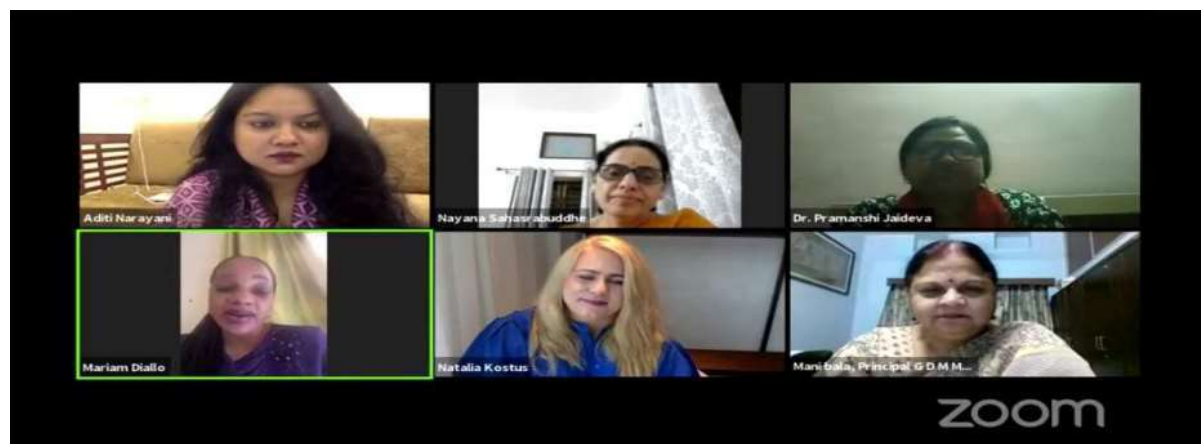 Aditi Narayani
Nayana Sahasrabuddhe
Dr. Pramanshi Jaideva
Mariam Diallo
Natalia Kostus
Manibala, Principal G D M M...
zoom